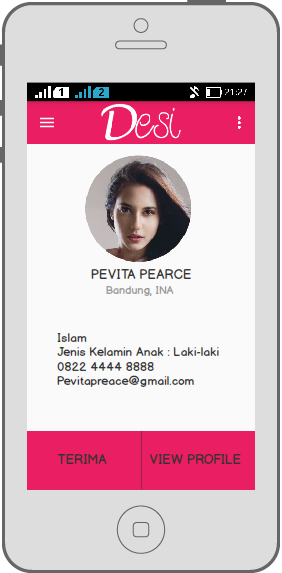 1 2 21:27
Desi
PEVITA PEARCE
Bandung, INA
Islam
Jenis Kelamin Anak : Laki-laki
0822 4444 8888
Pevitapreace@gmail.com
TERIMA VIEW PROFILE